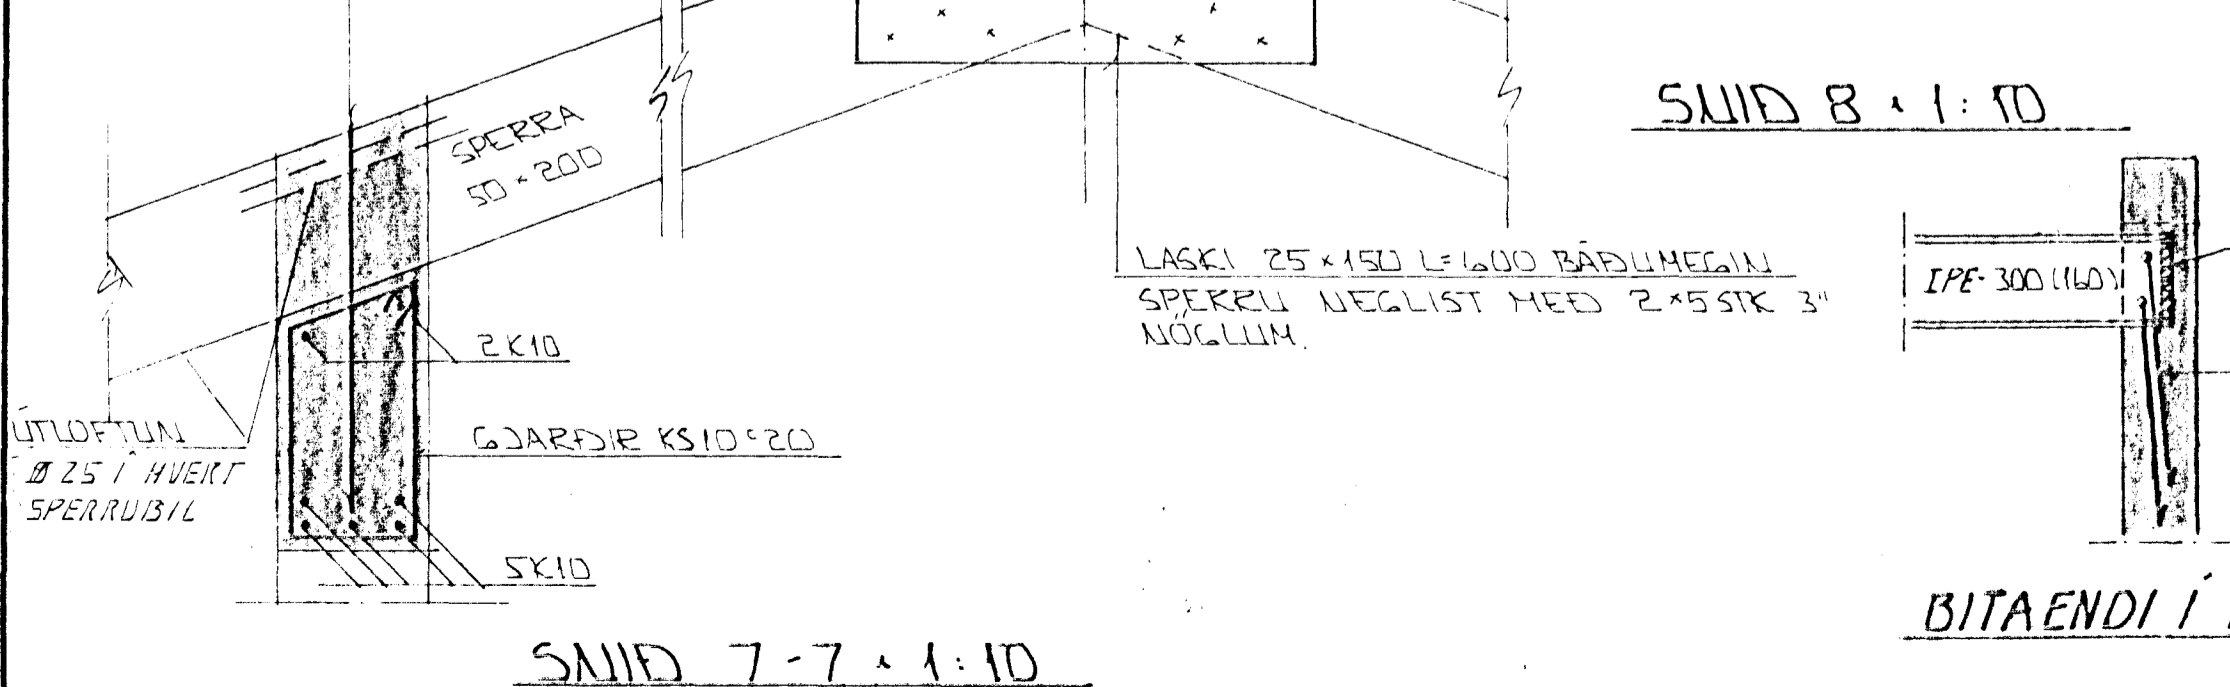 SPERRA
50 × 200
SNIÐ 8 · 1:10
LASKI 25 × 150 L=600 BÁÐUMEGIN
SPERRU NEGLIST MEÐ 2×5 STK 3"
NÖGLUM.
IPE-300 (160)
2K10
ÚTLOFTUN
Ø 25 Í HVERT
SPERRUBIL
GJARÐIR KS10 c 20
5K10
BITAENDI Í
SNIÐ 7-7 · 1:10